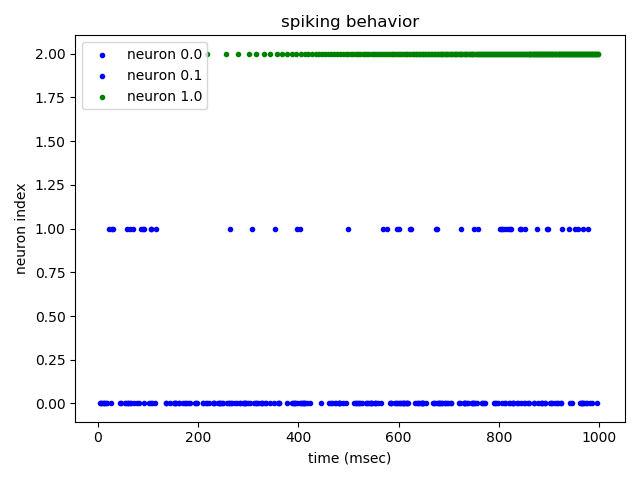 spiking behavior
neuron 0.0
neuron 0.1
neuron 1.0
2.00
1.75
1.50
1.25
1.00
0.75
0.50
0.25
0.00
neuron index
0 200 400 600 800 1000
time (msec)